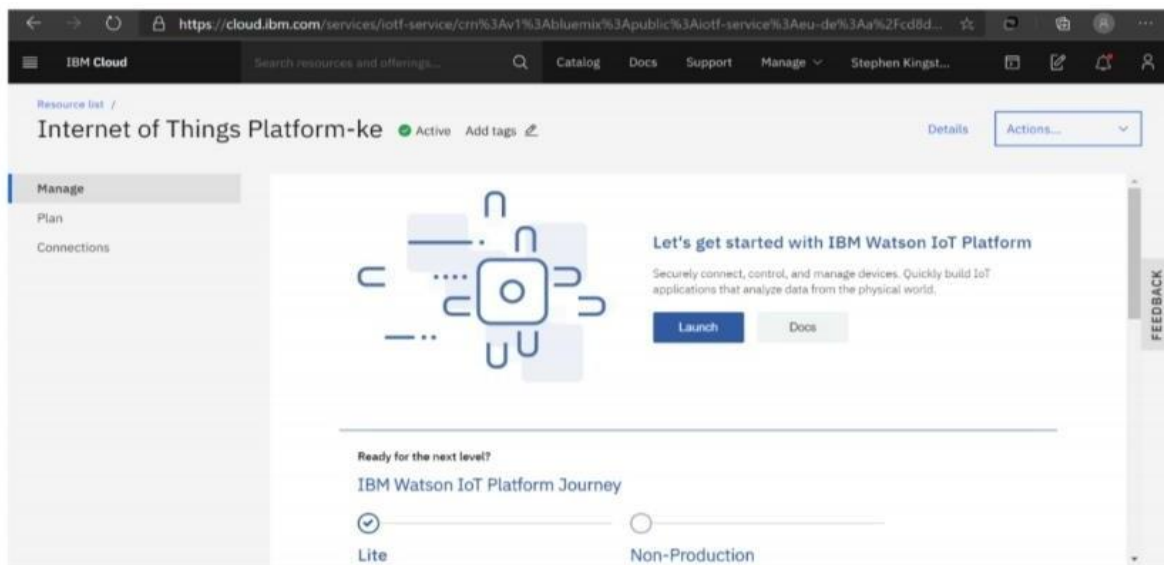 https://cloud.ibm.com/services/iotf-service/crn%3Av1%3Abluemix%3Apublic%3Aiotf-service%3Aeu-de%3Aa%2Fcd8d...
IBM Cloud Search resources and offerings... Catalog Docs Support Manage Stephen Kingst...
Resource list /
Internet of Things Platform-ke Active Add tags Details Actions...
Manage
Plan
Connections
Let's get started with IBM Watson IoT Platform
Securely connect, control, and manage devices. Quickly build IoT
applications that analyze data from the physical world.
Launch Docs
FEEDBACK
Ready for the next level?
IBM Watson IoT Platform Journey
Lite Non-Production